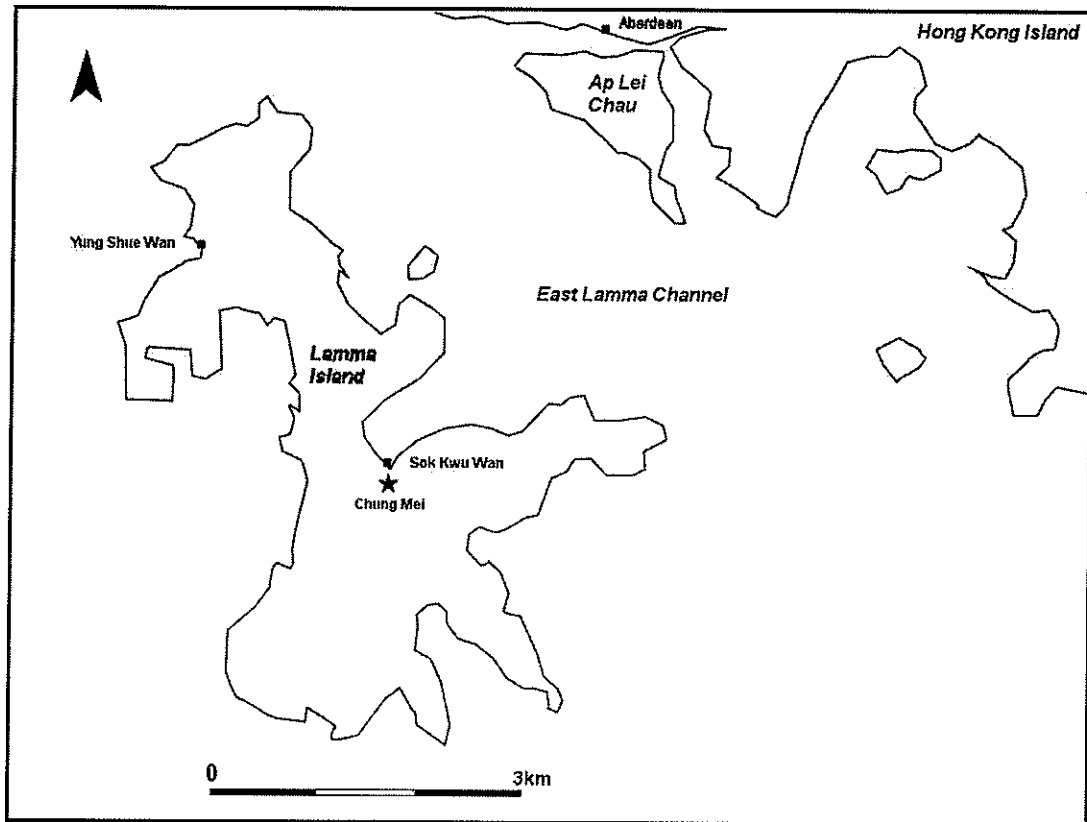 Aberdeen
Hong Kong Island
Ap Lei
Chau
Yung Shue Wan
East Lamma Channel
Lamma
Island
Sok Kwu Wan
Chung Mei
0
3km